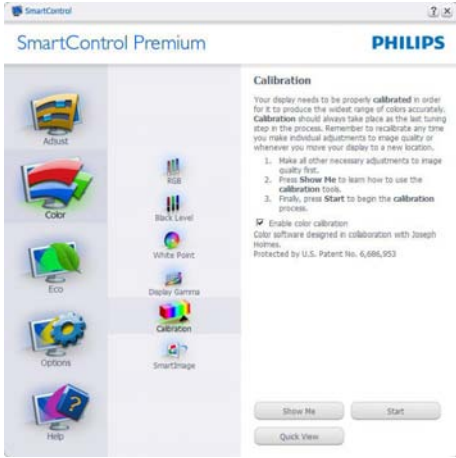 SmartControl
SmartControl Premium
PHILIPS
Adjust
Color
Eco
Options
Help
RGB
Black Level
White Point
Display Gamma
Calibration
SmartImage
Calibration
Your display needs to be properly calibrated in order
for it to produce the widest range of colors accurately.
Calibration should always take place as the last tuning
step in the process. Remember to recalibrate any time
you make individual adjustments to image quality or
whenever you move your display to a new location.
1. Make all other necessary adjustments to image
quality first.
2. Press Show Me to learn how to use the
calibration tools.
3. Finally, press Start to begin the calibration
process.
Enable color calibration
Color software designed in collaboration with Joseph
Holmes.
Protected by U.S. Patent No. 6,686,953
Show Me
Start
Quick View